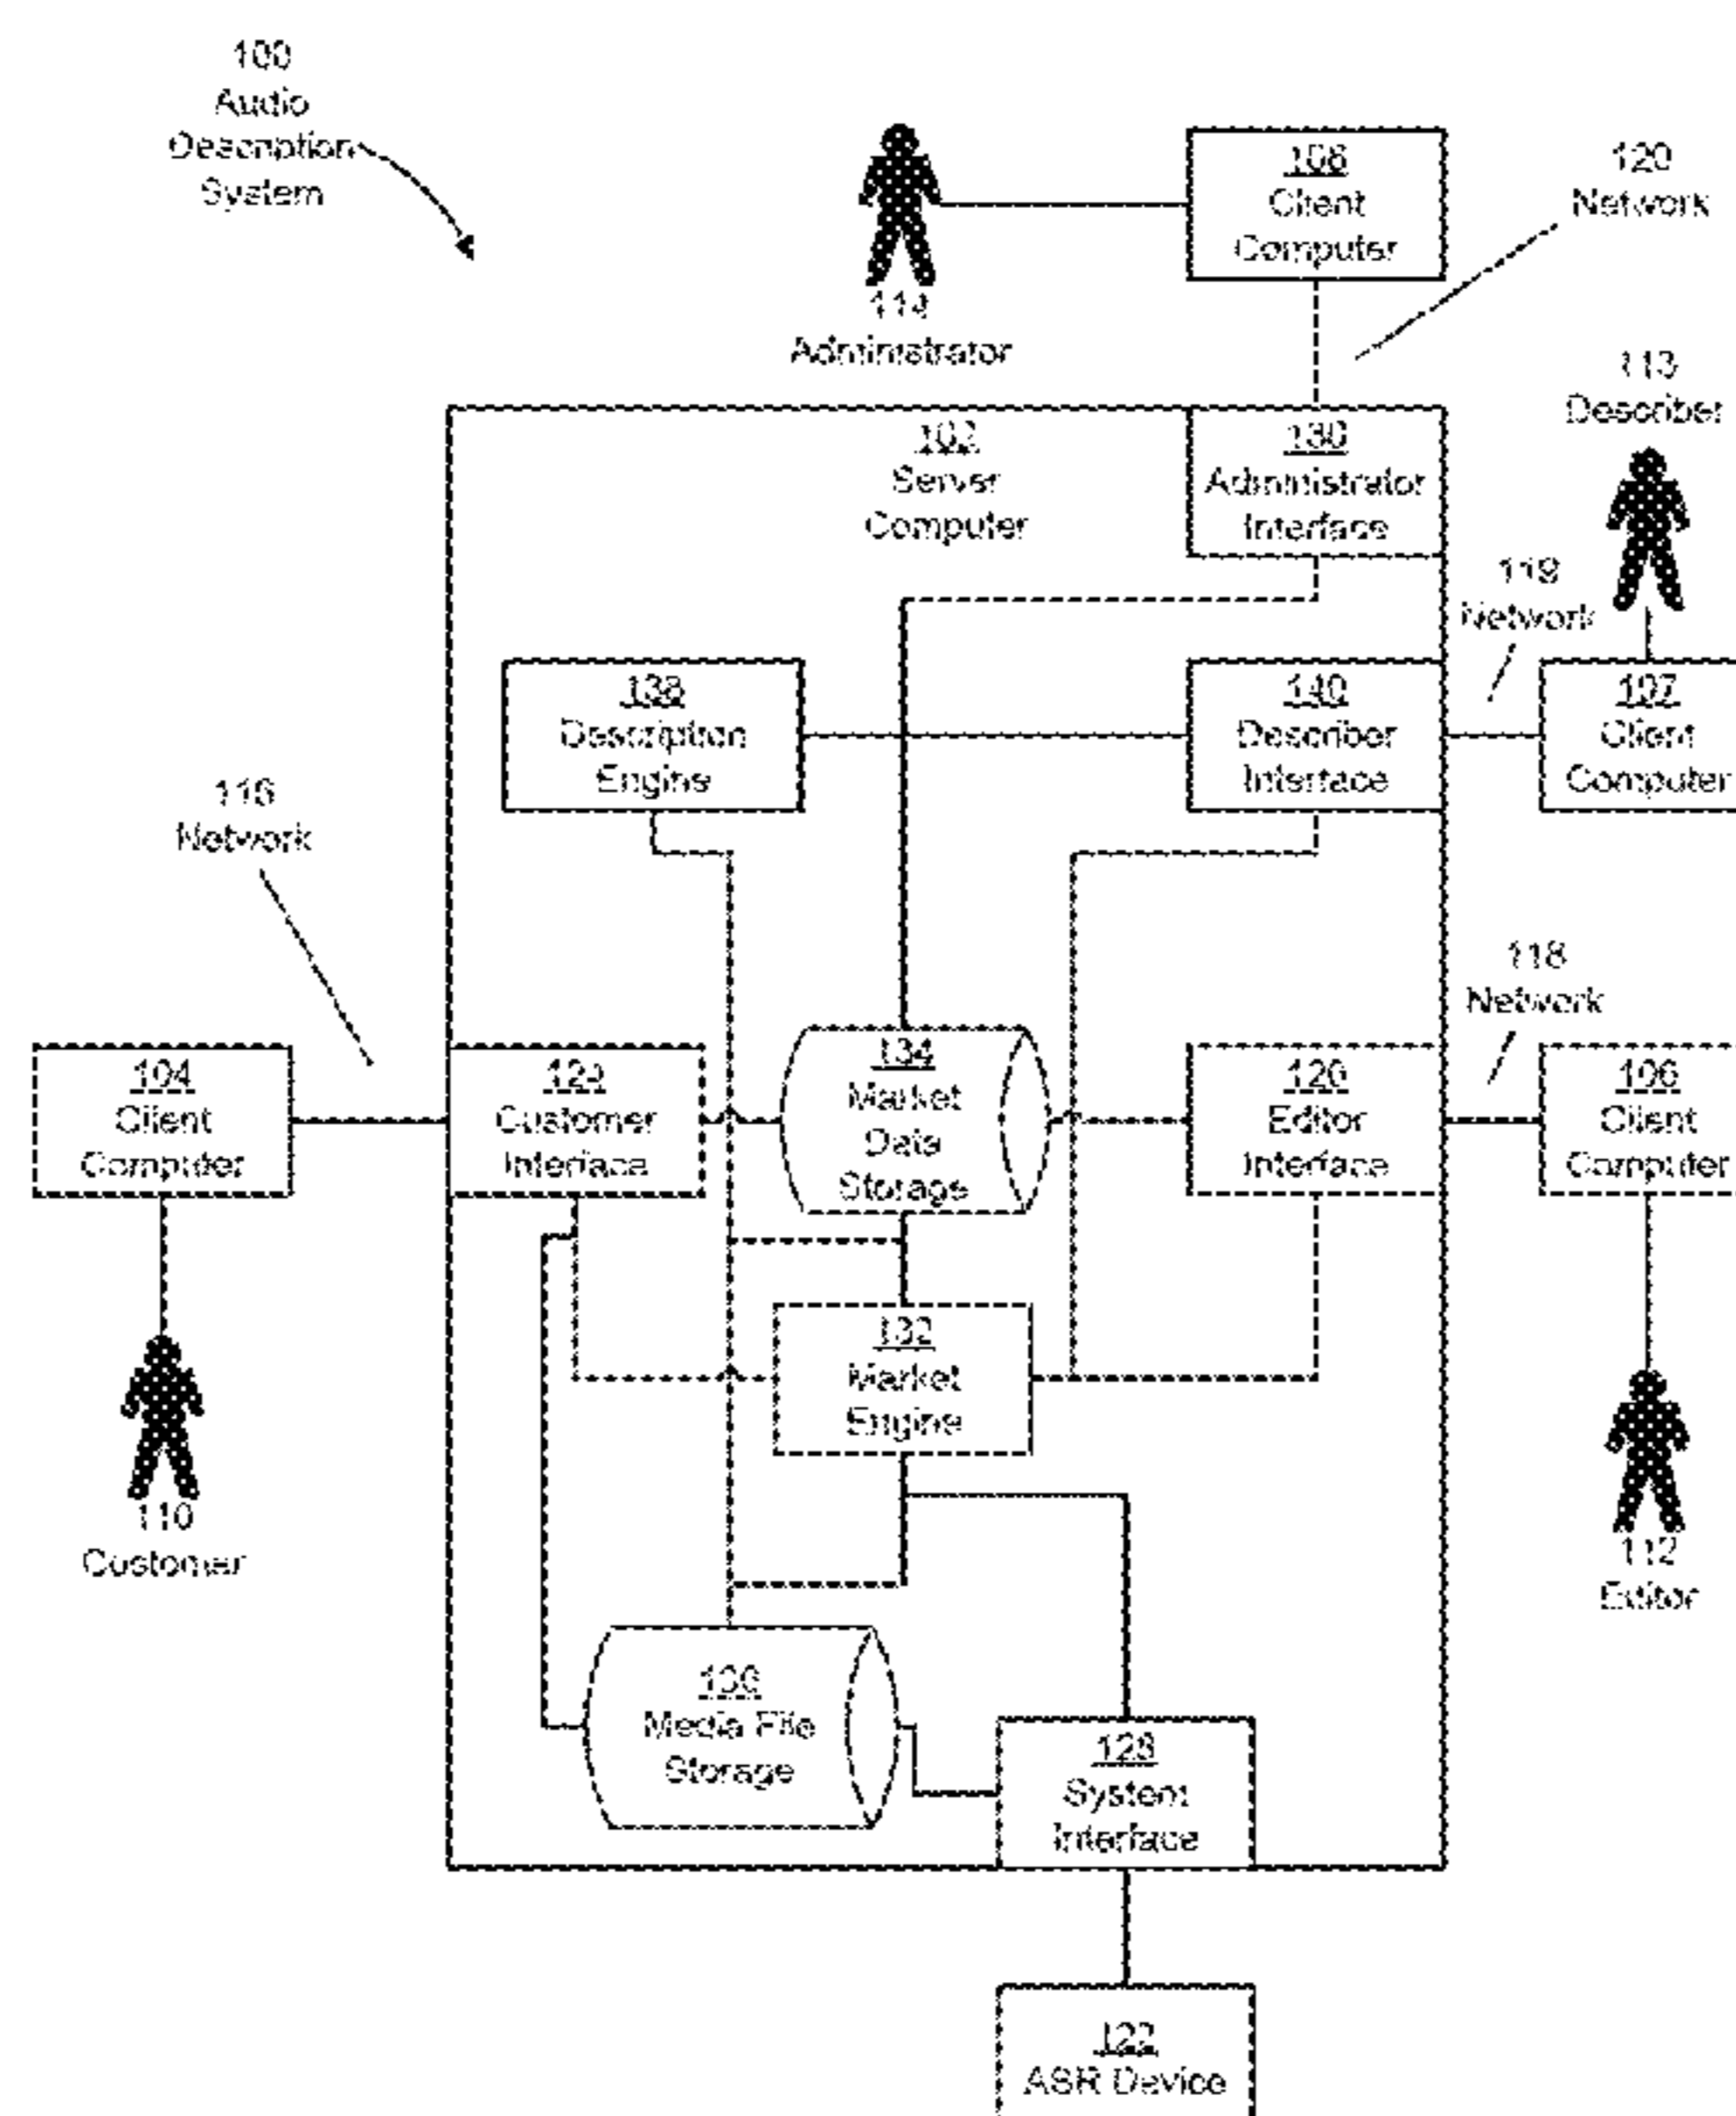 100
Audio
Description
System
108
Client
Computer
120
Network
114
Administrator
113
Describer
102
Server
Computer
130
Administrator
Interface
119
Network
138
Description
Engine
140
Describer
Interface
107
Client
Computer
116
Network
118
Network
104
Client
Computer
124
Customer
Interface
134
Market
Data
Storage
126
Editor
Interface
106
Client
Computer
132
Market
Engine
110
Customer
112
Editor
136
Media File
Storage
128
System
Interface
122
ASR Device